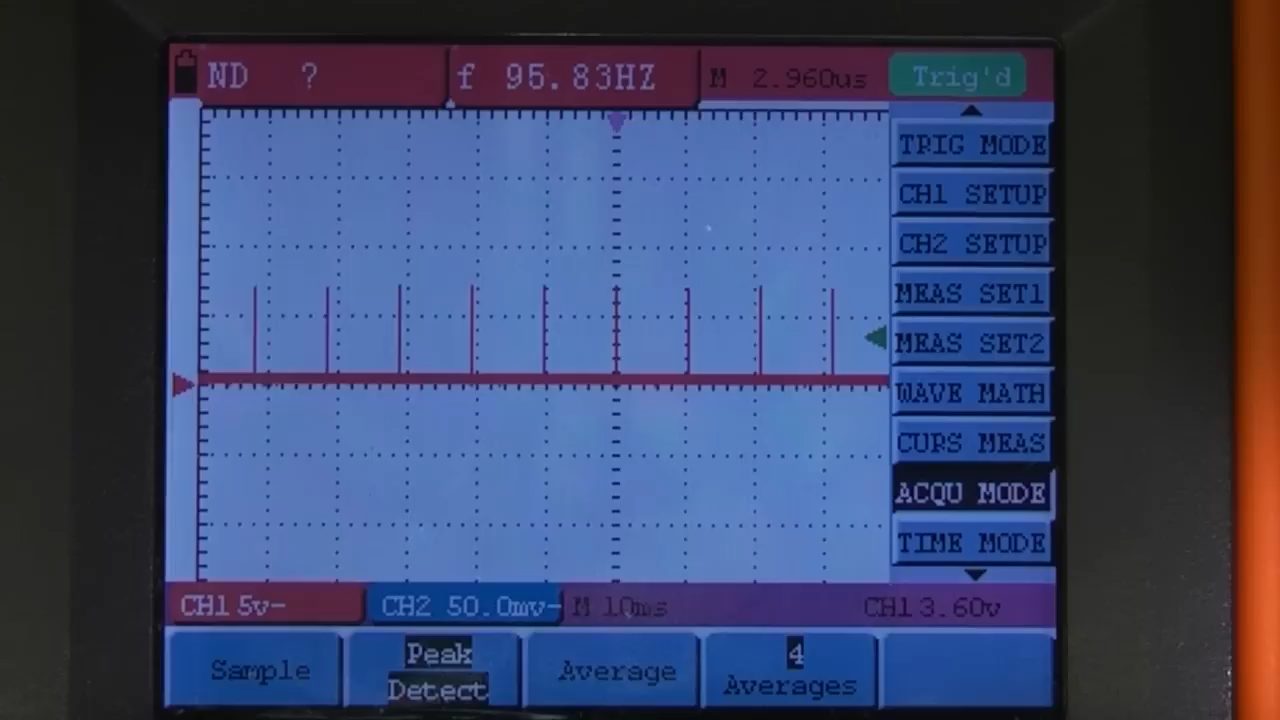 ND ? f 95.83HZ M 2.960us Trig'd
TRIG MODE
CH1 SETUP
CH2 SETUP
MEAS SET1
MEAS SET2
WAVE MATH
CURS MEAS
ACQU MODE
TIME MODE
CH1 5v- CH2 50.0mv- M 10ms CH1 3.60v
Sample
Peak
Detect
Average
4
Averages